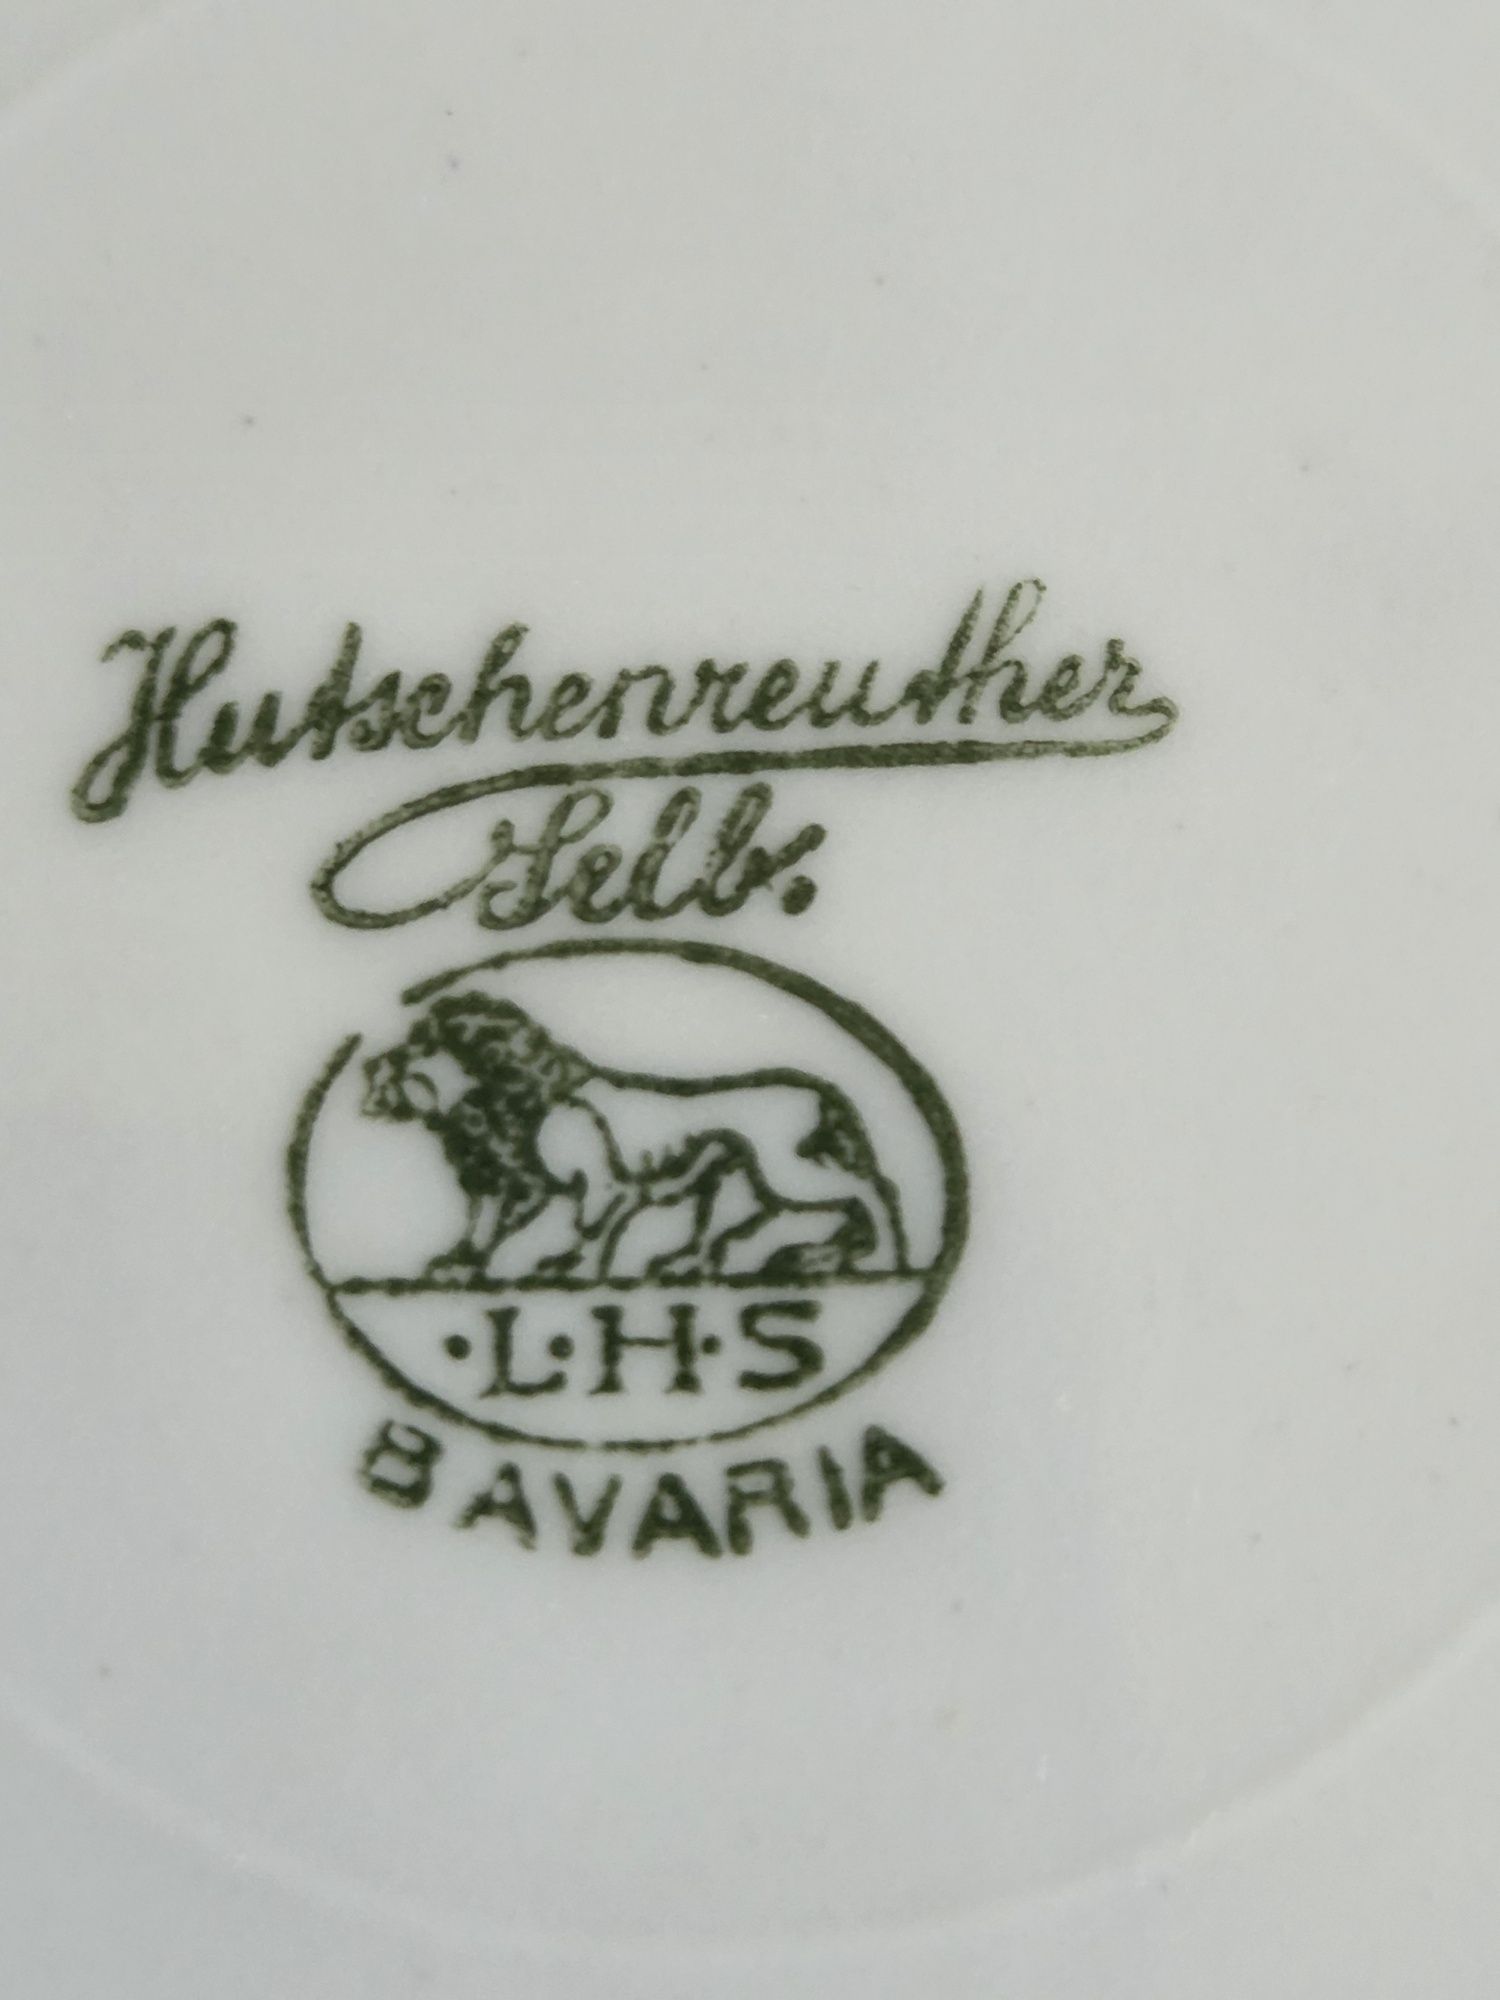 Hutschenreuther
Selb.
·L·H·S
BAVARIA